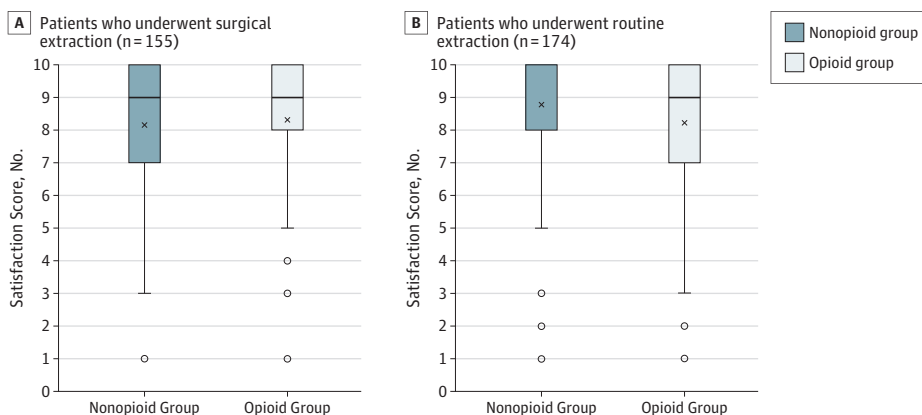 A Patients who underwent surgical
extraction (n = 155)
10
9
8
7
6
5
4
3
2
1
0
Satisfaction Score, No.
Nonopioid Group
Opioid Group
B Patients who underwent routine
extraction (n = 174)
10
9
8
7
6
5
4
3
2
1
0
Satisfaction Score, No.
Nonopioid Group
Opioid Group
Nonopioid group
Opioid group